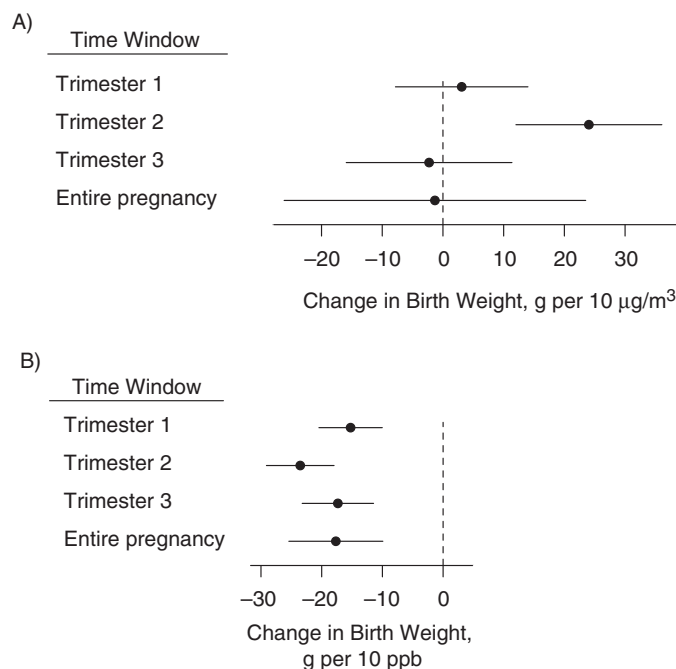 A)
Time Window
Trimester 1
Trimester 2
Trimester 3
Entire pregnancy
–20 –10 0 10 20 30
Change in Birth Weight, g per 10 μg/m³
B)
Time Window
Trimester 1
Trimester 2
Trimester 3
Entire pregnancy
–30 –20 –10 0
Change in Birth Weight,
g per 10 ppb